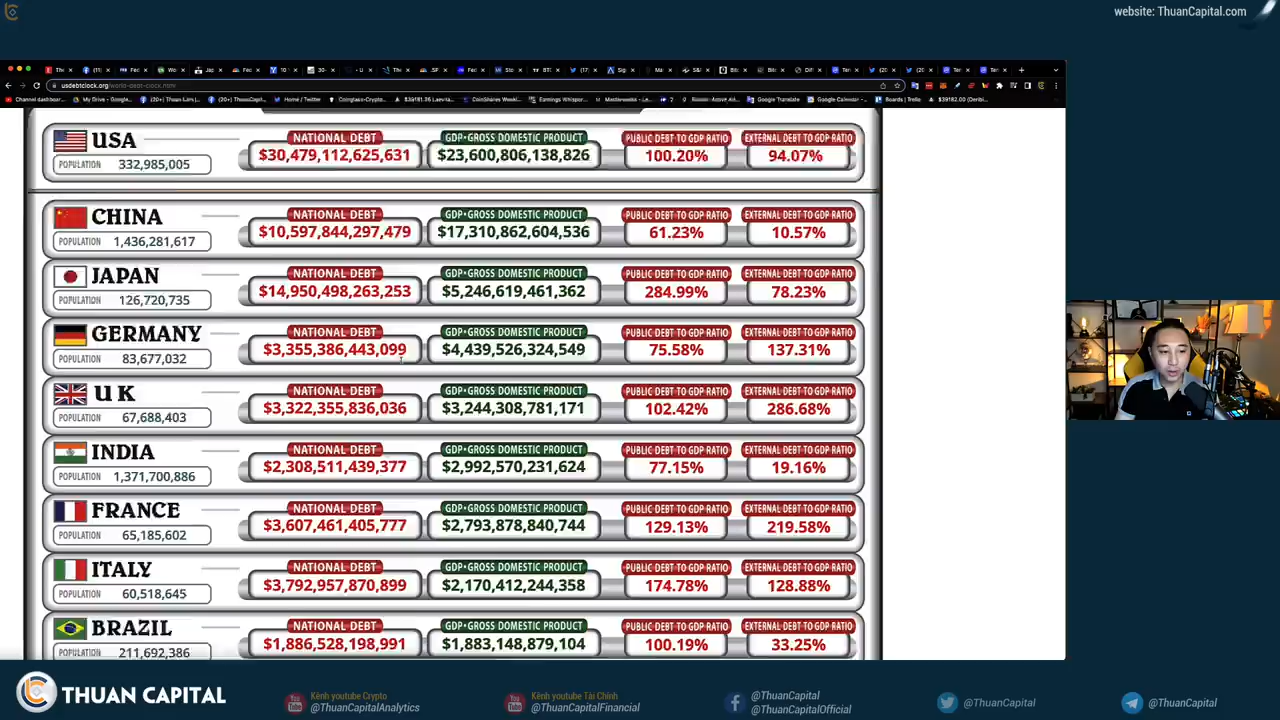 website: ThuanCapital.com
usdebtclock.org/world-debt-clock.html
USA
POPULATION 332,985,005
NATIONAL DEBT
$30,479,112,625,631
GDP•GROSS DOMESTIC PRODUCT
$23,600,806,138,826
PUBLIC DEBT TO GDP RATIO
100.20%
EXTERNAL DEBT TO GDP RATIO
94.07%
CHINA
POPULATION 1,436,281,617
NATIONAL DEBT
$10,597,844,297,479
GDP•GROSS DOMESTIC PRODUCT
$17,310,862,604,536
PUBLIC DEBT TO GDP RATIO
61.23%
EXTERNAL DEBT TO GDP RATIO
10.57%
JAPAN
POPULATION 126,720,735
NATIONAL DEBT
$14,950,498,263,253
GDP•GROSS DOMESTIC PRODUCT
$5,246,619,461,362
PUBLIC DEBT TO GDP RATIO
284.99%
EXTERNAL DEBT TO GDP RATIO
78.23%
GERMANY
POPULATION 83,677,032
NATIONAL DEBT
$3,355,386,443,099
GDP•GROSS DOMESTIC PRODUCT
$4,439,526,324,549
PUBLIC DEBT TO GDP RATIO
75.58%
EXTERNAL DEBT TO GDP RATIO
137.31%
U K
POPULATION 67,688,403
NATIONAL DEBT
$3,322,355,836,036
GDP•GROSS DOMESTIC PRODUCT
$3,244,308,781,171
PUBLIC DEBT TO GDP RATIO
102.42%
EXTERNAL DEBT TO GDP RATIO
286.68%
INDIA
POPULATION 1,371,700,886
NATIONAL DEBT
$2,308,511,439,377
GDP•GROSS DOMESTIC PRODUCT
$2,992,570,231,624
PUBLIC DEBT TO GDP RATIO
77.15%
EXTERNAL DEBT TO GDP RATIO
19.16%
FRANCE
POPULATION 65,185,602
NATIONAL DEBT
$3,607,461,405,777
GDP•GROSS DOMESTIC PRODUCT
$2,793,878,840,744
PUBLIC DEBT TO GDP RATIO
129.13%
EXTERNAL DEBT TO GDP RATIO
219.58%
ITALY
POPULATION 60,518,645
NATIONAL DEBT
$3,792,957,870,899
GDP•GROSS DOMESTIC PRODUCT
$2,170,412,244,358
PUBLIC DEBT TO GDP RATIO
174.78%
EXTERNAL DEBT TO GDP RATIO
128.88%
BRAZIL
POPULATION 211,692,386
NATIONAL DEBT
$1,886,528,198,991
GDP•GROSS DOMESTIC PRODUCT
$1,883,148,879,104
PUBLIC DEBT TO GDP RATIO
100.19%
EXTERNAL DEBT TO GDP RATIO
33.25%
THUAN CAPITAL
Kênh youtube Crypto
@ThuanCapitalAnalytics
Kênh youtube Tài Chính
@ThuanCapitalFinancial
@ThuanCapital
@ThuanCapitalOfficial
@ThuanCapital
@ThuanCapital